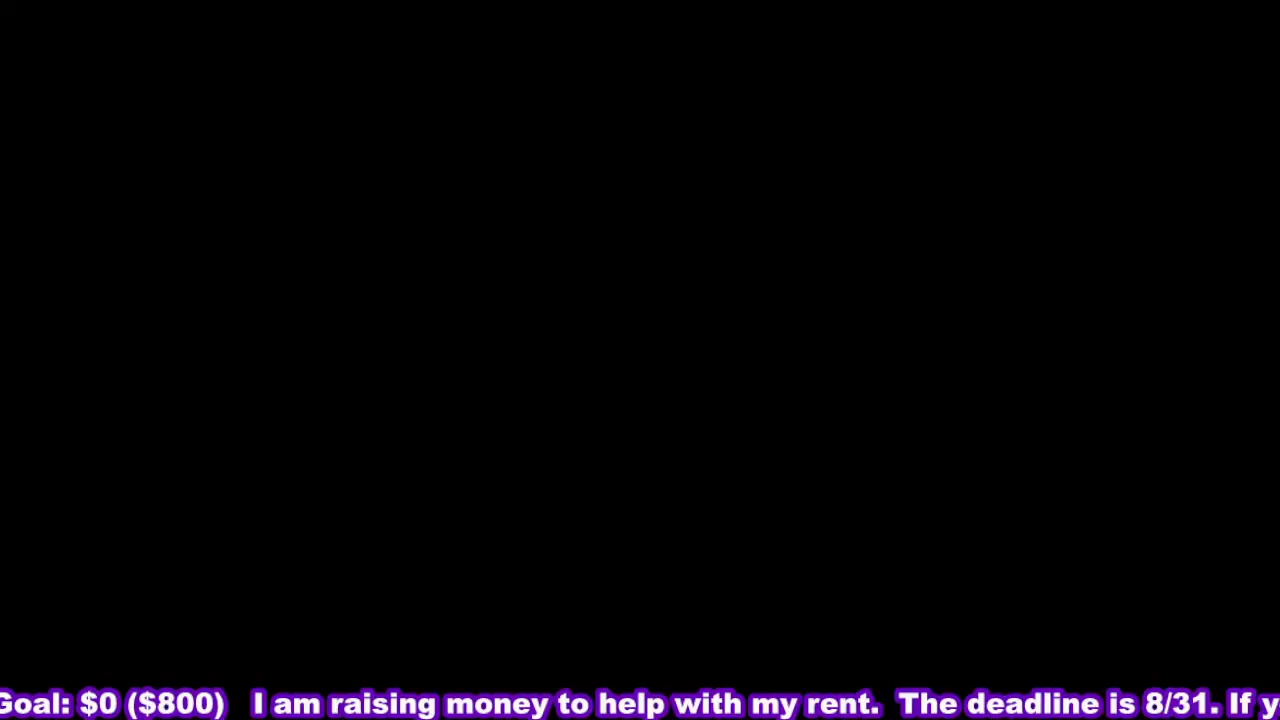 Goal: $0 ($800) I am raising money to help with my rent. The deadline is 8/31. If